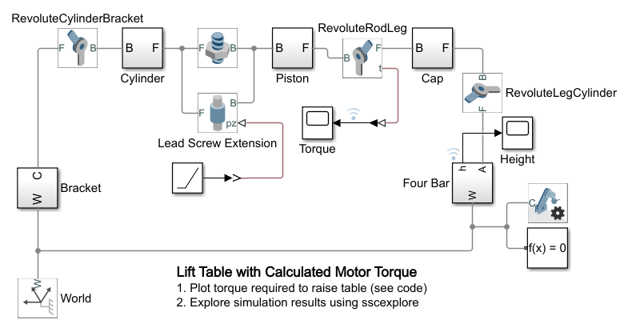 RevoluteCylinderBracket
RevoluteRodLeg
F B
B F
F B
B F
B F t
B F
B
F
Cylinder
Piston
Cap
RevoluteLegCylinder
F B pz
Lead Screw Extension
Torque
Height
C
W
Bracket
h A
W
Four Bar
C
f(x) = 0
W
World
Lift Table with Calculated Motor Torque
1. Plot torque required to raise table (see code)
2. Explore simulation results using sscexplore